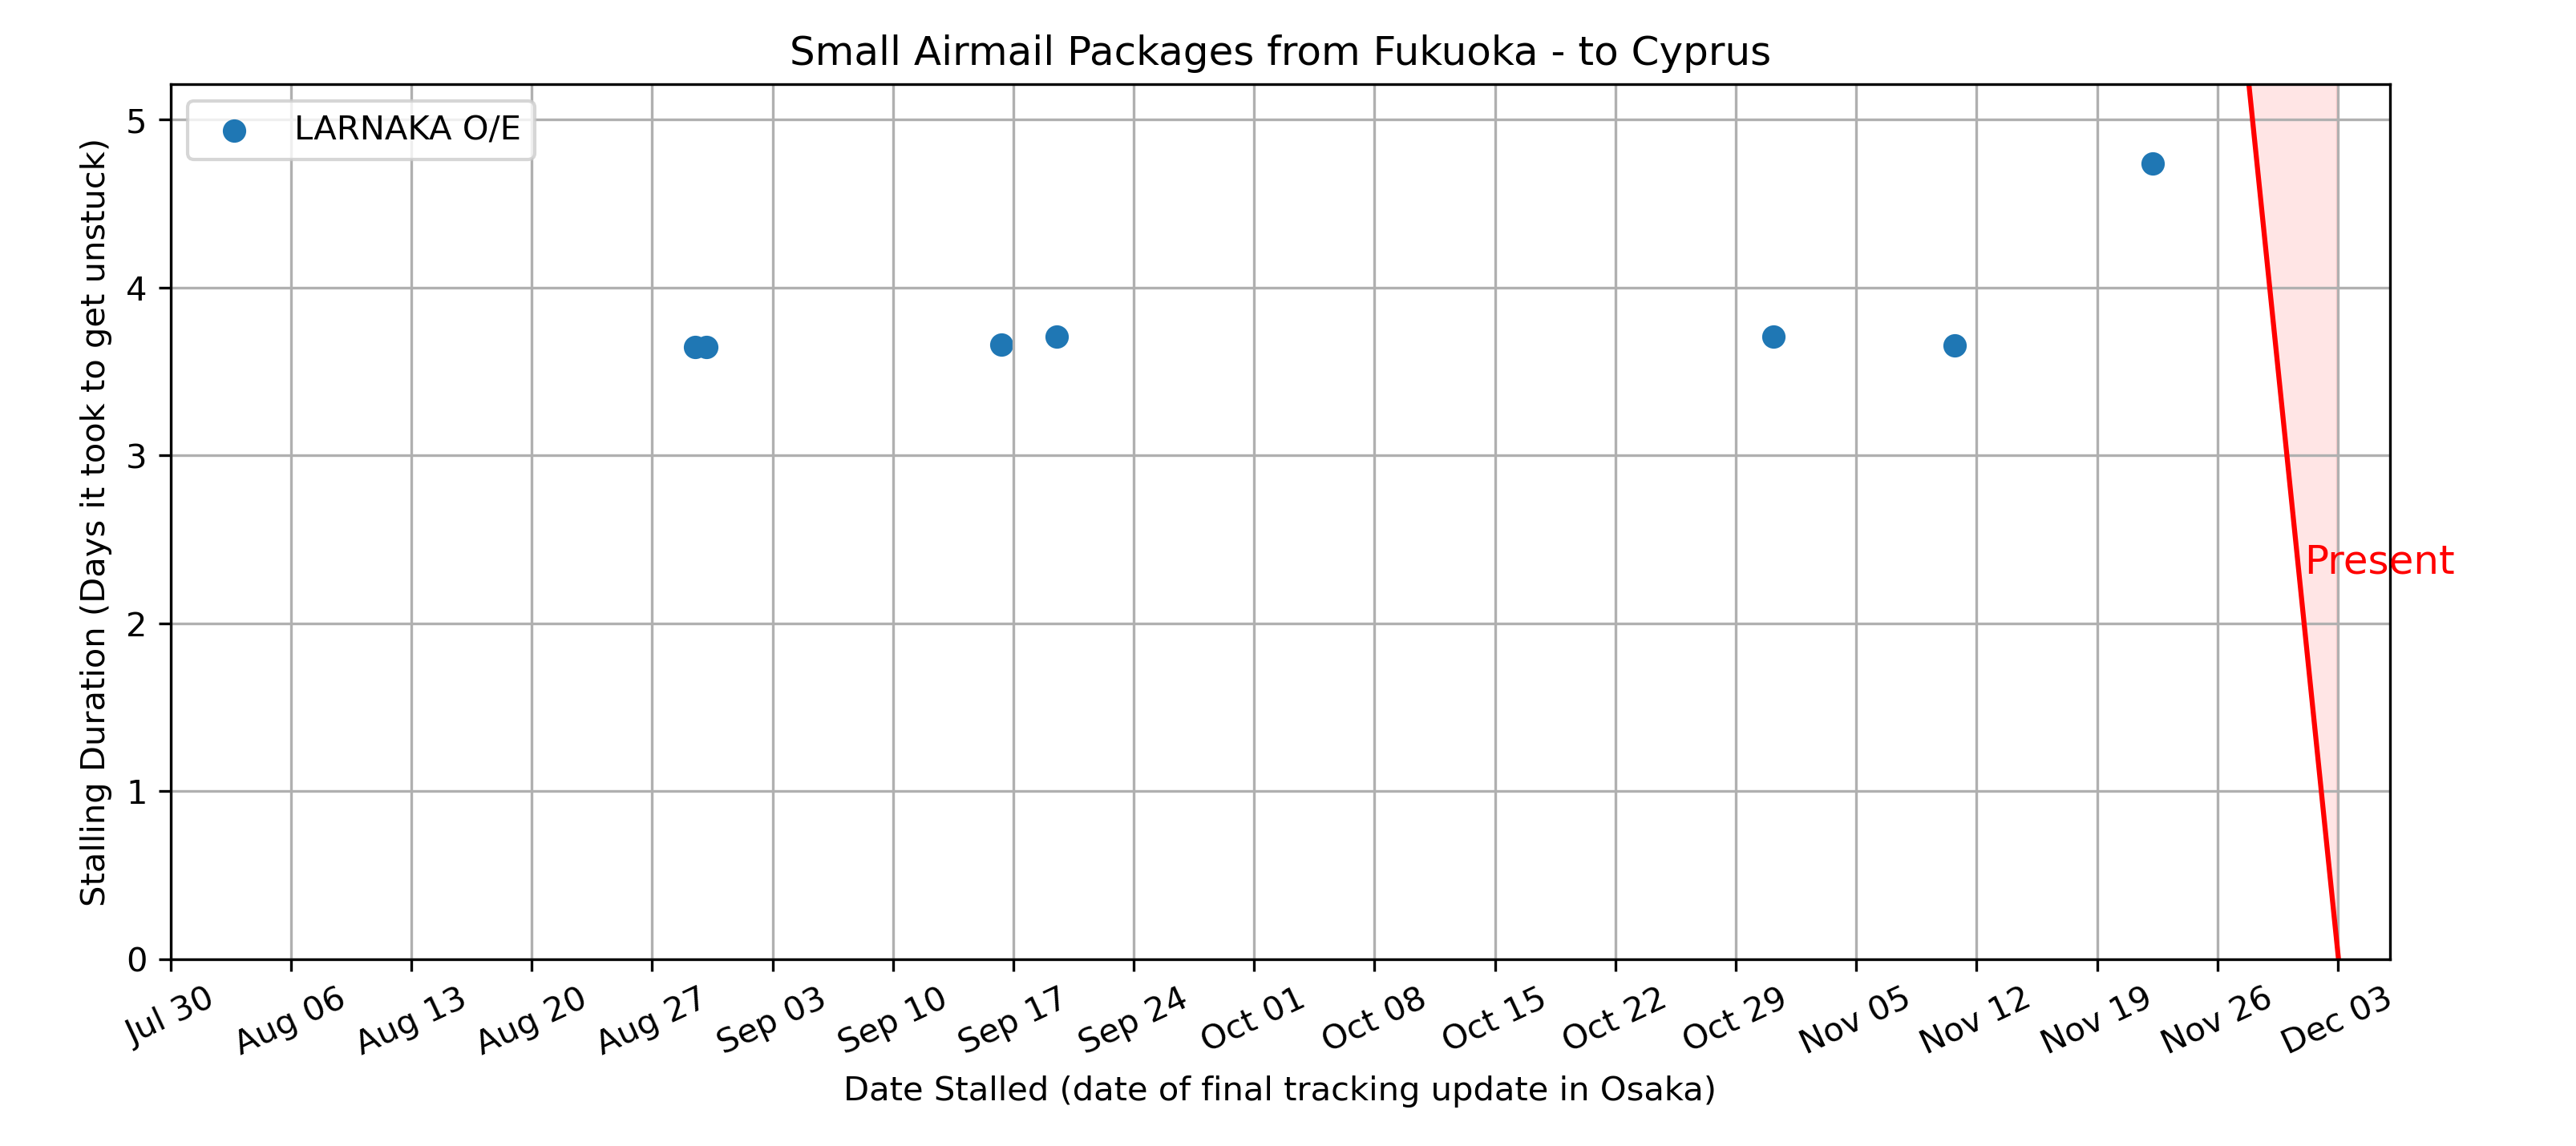 Small Airmail Packages from Fukuoka - to Cyprus
LARNAKA O/E
Stalling Duration (Days it took to get unstuck)
5
4
3
2
1
0
Present
Jul 30
Aug 06
Aug 13
Aug 20
Aug 27
Sep 03
Sep 10
Sep 17
Sep 24
Oct 01
Oct 08
Oct 15
Oct 22
Oct 29
Nov 05
Nov 12
Nov 19
Nov 26
Dec 03
Date Stalled (date of final tracking update in Osaka)